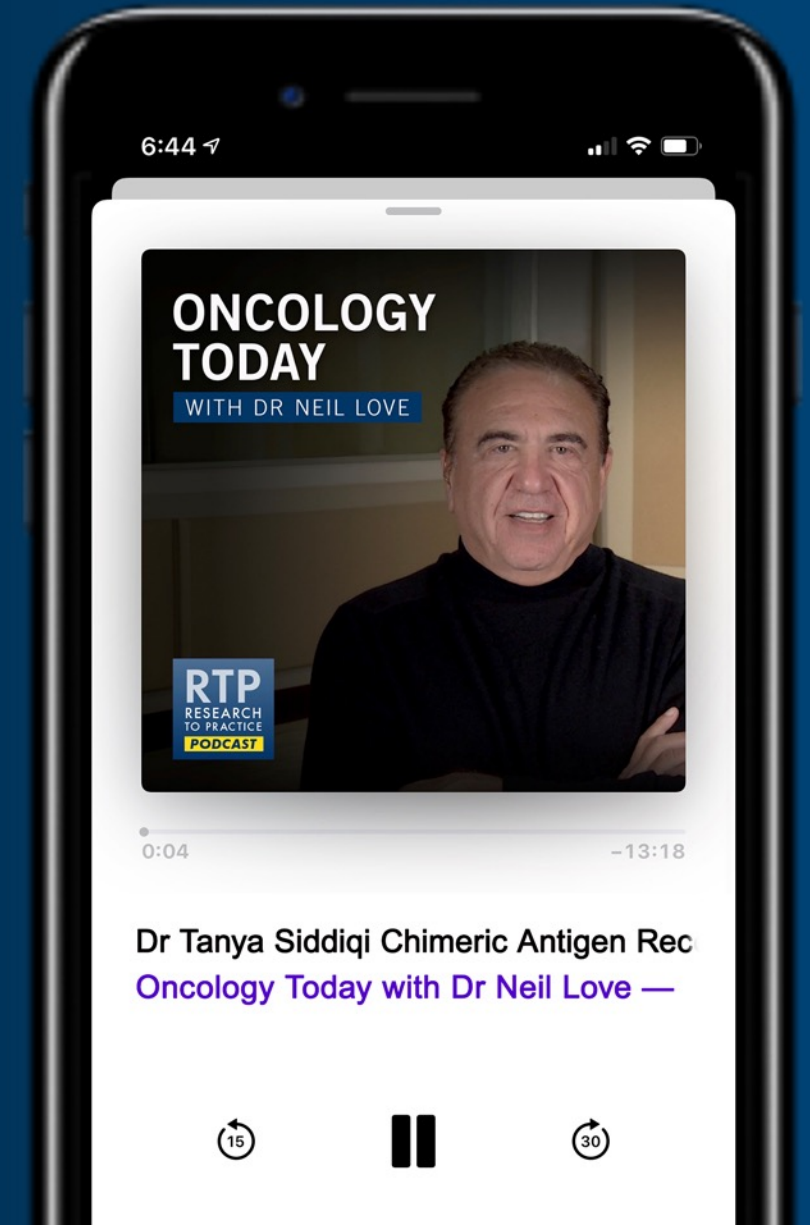 6:44
ONCOLOGY
TODAY
WITH DR NEIL LOVE
RTP
RESEARCH
TO PRACTICE
PODCAST
0:04
-13:18
Dr Tanya Siddiqi Chimeric Antigen Rec
Oncology Today with Dr Neil Love —
15
30